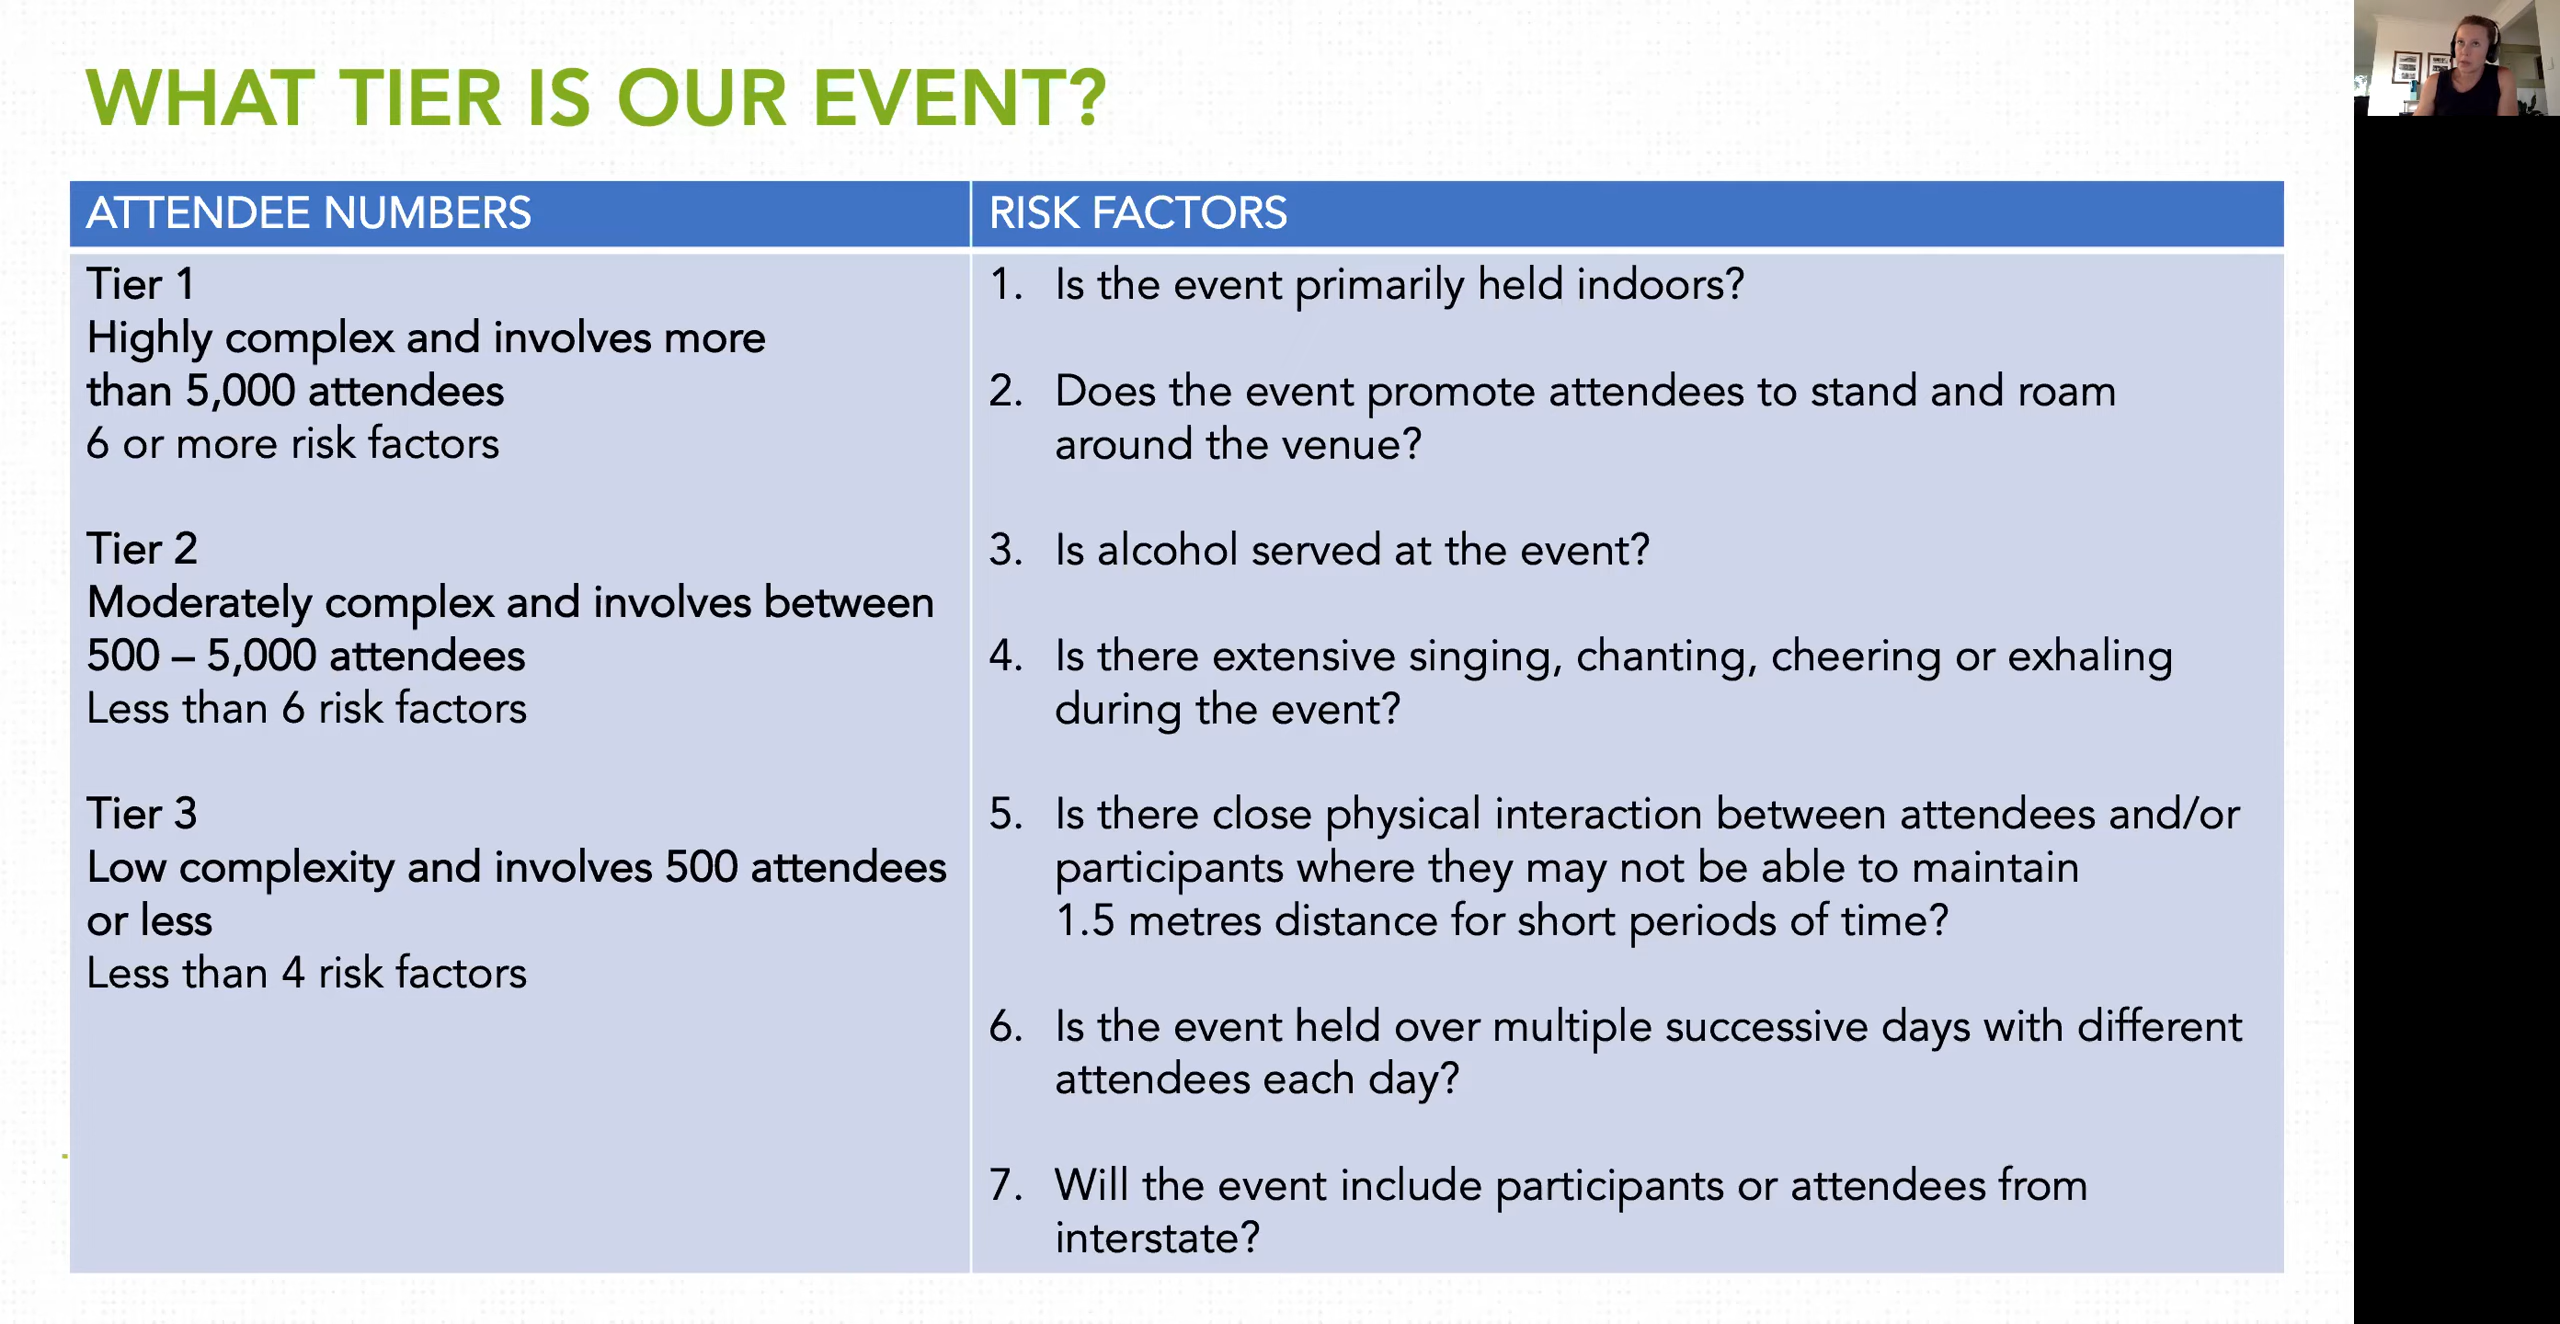 WHAT TIER IS OUR EVENT?
ATTENDEE NUMBERS
Tier 1
Highly complex and involves more
than 5,000 attendees
6 or more risk factors
Tier 2
Moderately complex and involves between
500 – 5,000 attendees
Less than 6 risk factors
Tier 3
Low complexity and involves 500 attendees
or less
Less than 4 risk factors
RISK FACTORS
1. Is the event primarily held indoors?
2. Does the event promote attendees to stand and roam
around the venue?
3. Is alcohol served at the event?
4. Is there extensive singing, chanting, cheering or exhaling
during the event?
5. Is there close physical interaction between attendees and/or
participants where they may not be able to maintain
1.5 metres distance for short periods of time?
6. Is the event held over multiple successive days with different
attendees each day?
7. Will the event include participants or attendees from
interstate?